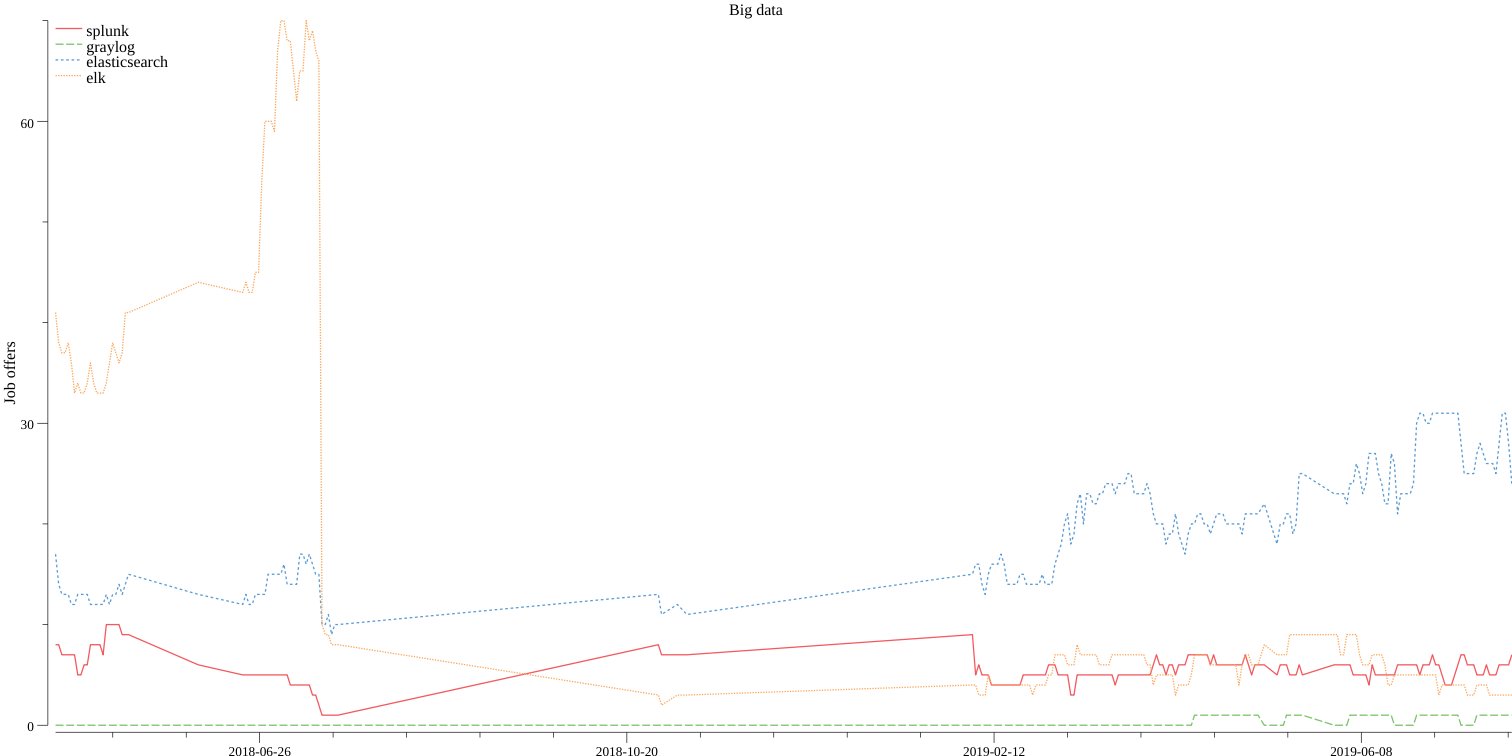 Big data
splunk
graylog
elasticsearch
elk
60
30
0
Job offers
2018-06-26
2018-10-20
2019-02-12
2019-06-08